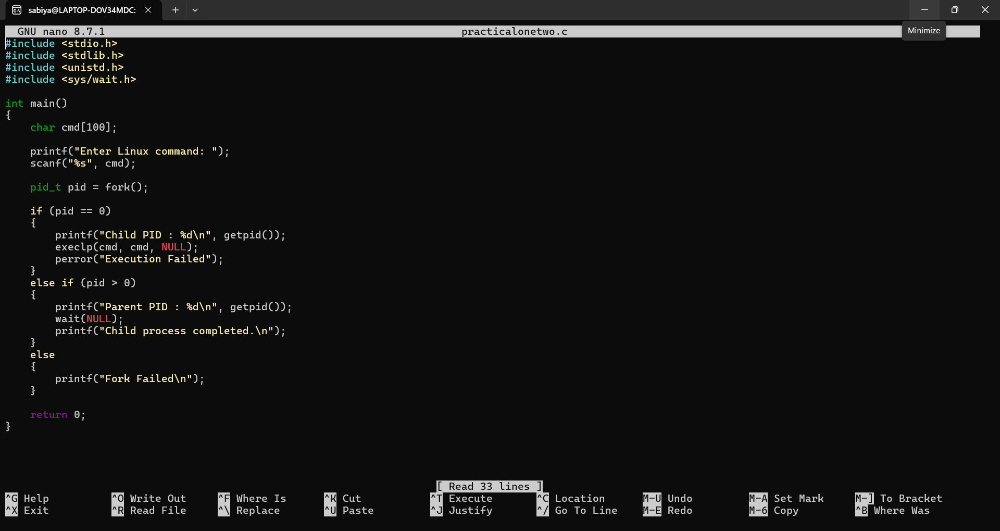 sabiya@LAPTOP-DOV34MDC:
GNU nano 8.7.1 practicalonetwo.c
Minimize
#include <stdio.h>
#include <stdlib.h>
#include <unistd.h>
#include <sys/wait.h>

int main()
{
    char cmd[100];

    printf("Enter Linux command: ");
    scanf("%s", cmd);

    pid_t pid = fork();

    if (pid == 0)
    {
        printf("Child PID : %d\n", getpid());
        execlp(cmd, cmd, NULL);
        perror("Execution Failed");
    }
    else if (pid > 0)
    {
        printf("Parent PID : %d\n", getpid());
        wait(NULL);
        printf("Child process completed.\n");
    }
    else
    {
        printf("Fork Failed\n");
    }

    return 0;
}
[ Read 33 lines ]
^G Help ^O Write Out ^F Where Is ^K Cut ^T Execute ^C Location M-U Undo M-A Set Mark M-] To Bracket
^X Exit ^R Read File ^\ Replace ^U Paste ^J Justify ^/ Go To Line M-E Redo M-6 Copy ^B Where Was